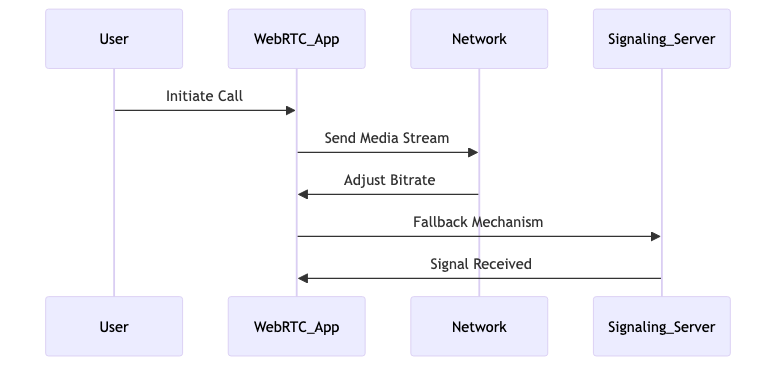 User
WebRTC_App
Network
Signaling_Server
Initiate Call
Send Media Stream
Adjust Bitrate
Fallback Mechanism
Signal Received
User
WebRTC_App
Network
Signaling_Server